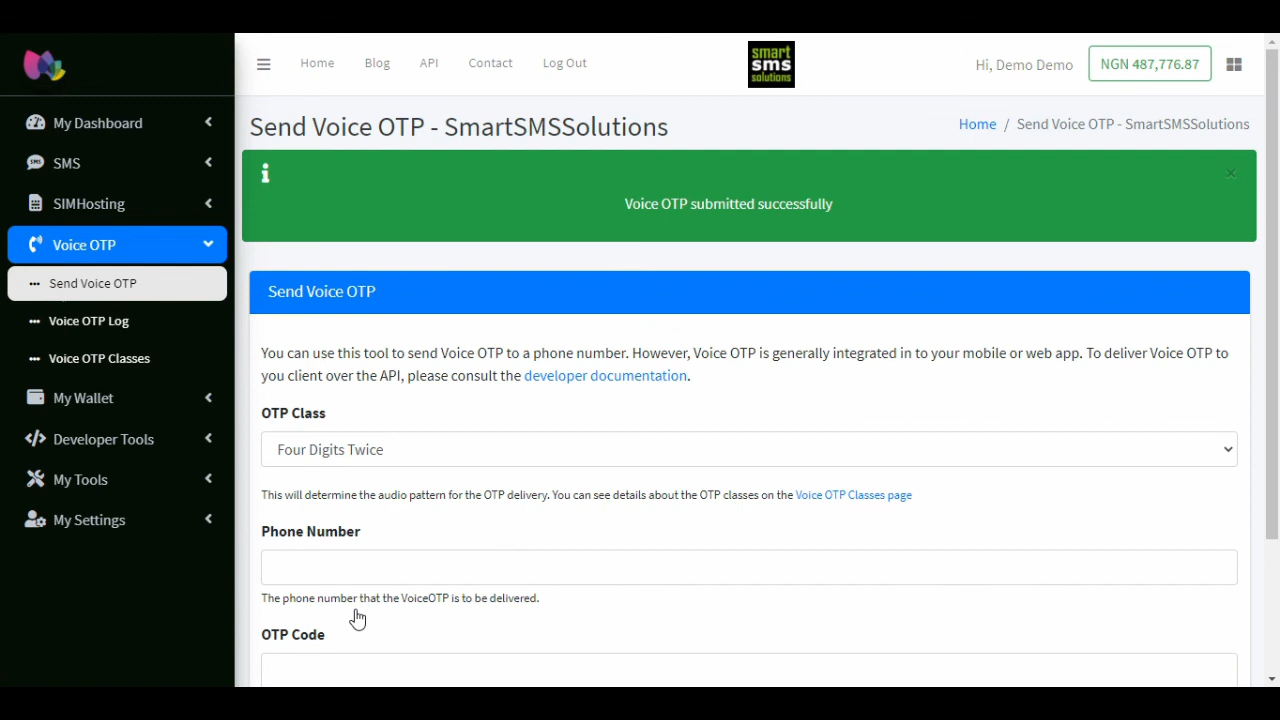 Home Blog API Contact Log Out
smart
sms
solutions
Hi, Demo Demo NGN 487,776.87
My Dashboard
SMS
SIMHosting
Voice OTP
Send Voice OTP
Voice OTP Log
Voice OTP Classes
My Wallet
Developer Tools
My Tools
My Settings
Send Voice OTP - SmartSMSSolutions
Home / Send Voice OTP - SmartSMSSolutions
×
Voice OTP submitted successfully
Send Voice OTP
You can use this tool to send Voice OTP to a phone number. However, Voice OTP is generally integrated in to your mobile or web app. To deliver Voice OTP to
you client over the API, please consult the developer documentation.
OTP Class
Four Digits Twice
This will determine the audio pattern for the OTP delivery. You can see details about the OTP classes on the Voice OTP Classes page
Phone Number
The phone number that the VoiceOTP is to be delivered.
OTP Code